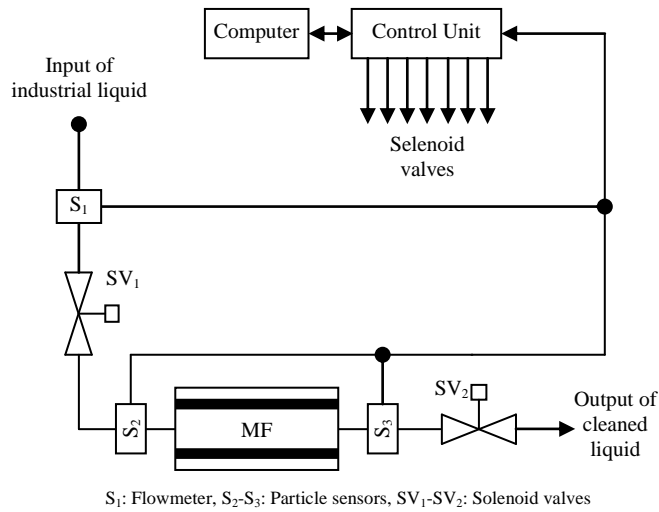 Computer
Control Unit
Input of
industrial liquid
Selenoid
valves
S₁
SV₁
S₂
MF
S₃
SV₂
Output of
cleaned
liquid
S₁: Flowmeter, S₂-S₃: Particle sensors, SV₁-SV₂: Solenoid valves